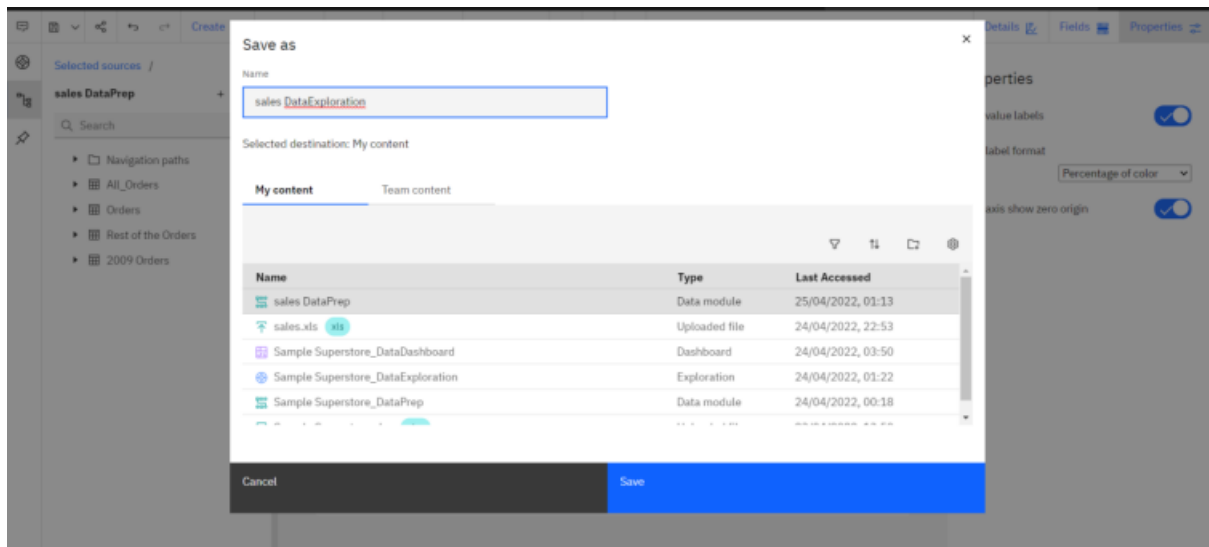 Create
Details
Fields
Properties
Selected sources /
sales DataPrep +
Search
Navigation paths
All_Orders
Orders
Rest of the Orders
2009 Orders
Save as
Name
sales DataExploration
Selected destination: My content
My content Team content
Name Type Last Accessed
sales DataPrep Data module 25/04/2022, 01:13
sales.xls xls Uploaded file 24/04/2022, 22:53
Sample Superstore_DataDashboard Dashboard 24/04/2022, 03:50
Sample Superstore_DataExploration Exploration 24/04/2022, 01:22
Sample Superstore_DataPrep Data module 24/04/2022, 00:18
Cancel Save
perties
value labels
label format
Percentage of color
axis show zero origin